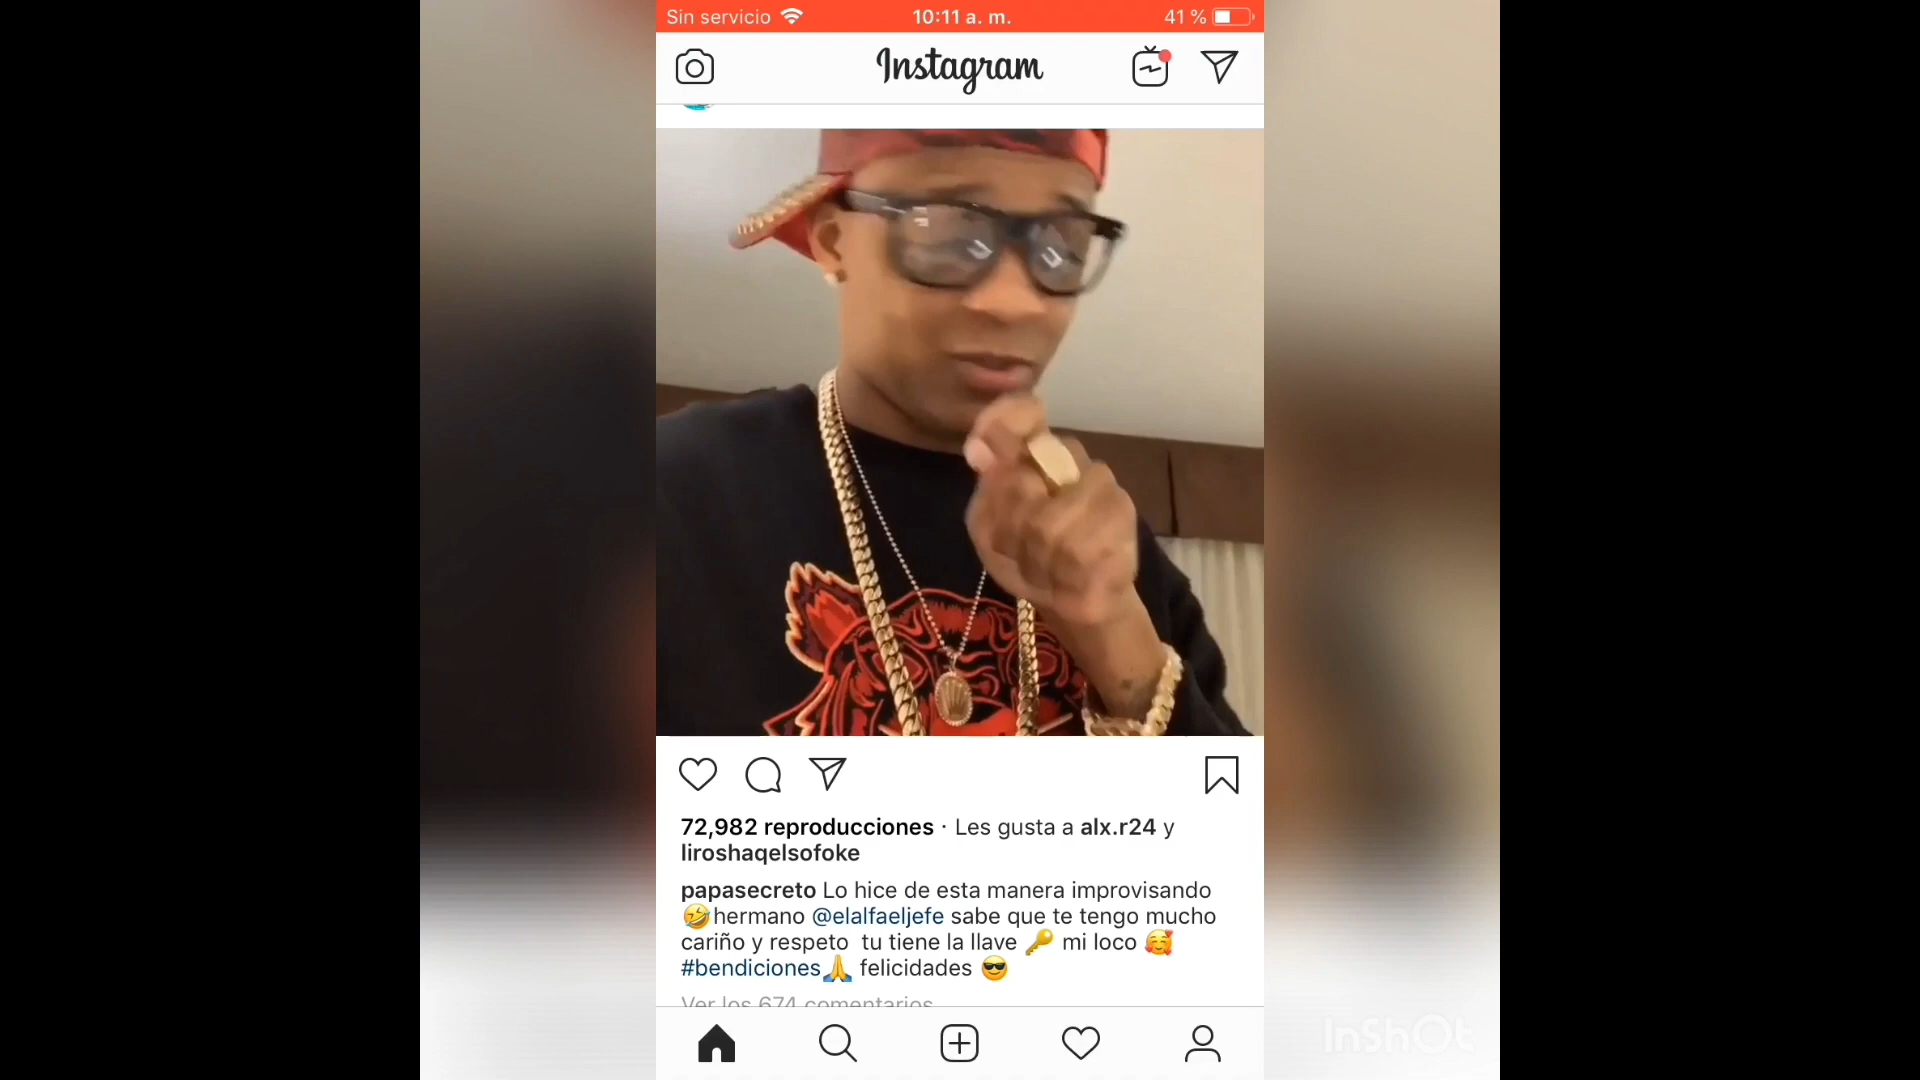 Sin servicio 10:11 a. m. 41 %
Instagram
72,982 reproducciones · Les gusta a alx.r24 y
liroshaqelsofoke
papasecreto Lo hice de esta manera improvisando
🤣hermano @elalfaeljefe sabe que te tengo mucho
cariño y respeto tu tiene la llave 🔑 mi loco 🥰
#bendiciones🙏 felicidades 😎
Ver los 674 comentarios
InShOt